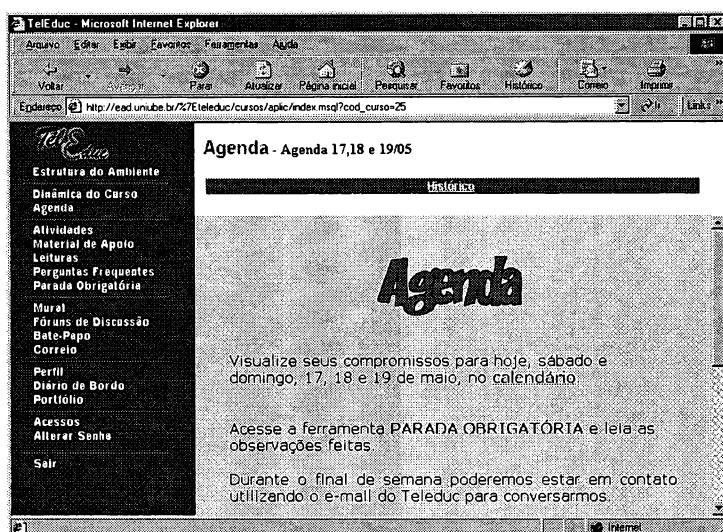 TelEduc - Microsoft Internet Explorer
Arquivo Editar Exibir Favoritos Ferramentas Ajuda
Voltar Avançar Parar Atualizar Página inicial Pesquisar Favoritos Histórico Correio Imprimir
Endereço http://ead.uniube.br/%7Eteleduc/cursos/aplic/index.msql?cod_curso=25 Ir Links
TelEduc
Estrutura do Ambiente
Dinâmica do Curso
Agenda
Atividades
Material de Apoio
Leituras
Perguntas Frequentes
Parada Obrigatória
Mural
Fóruns de Discussão
Bate-Papo
Correio
Perfil
Diário de Bordo
Portfólio
Acessos
Alterar Senha
Sair
Agenda - Agenda 17,18 e 19/05
Histórico
Agenda
Visualize seus compromissos para hoje, sábado e
domingo, 17, 18 e 19 de maio, no calendário
Acesse a ferramenta PARADA OBRIGATÓRIA e leia as
observações feitas.
Durante o final de semana poderemos estar em contato
utilizando o e-mail do Teleduc para conversarmos.
Internet